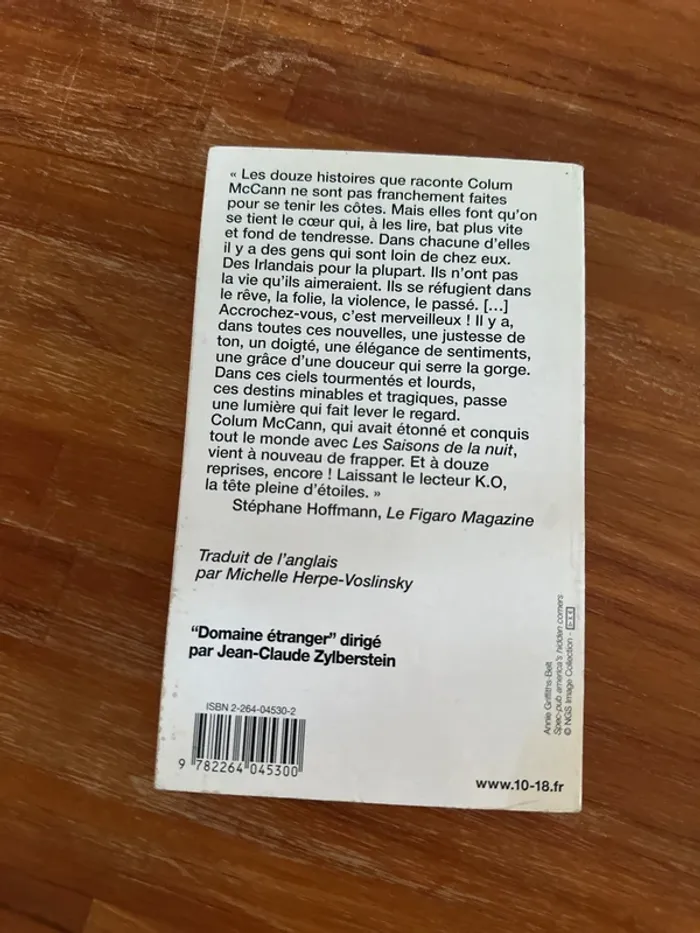 « Les douze histoires que raconte Colum
McCann ne sont pas franchement faites
pour se tenir les côtes. Mais elles font qu'on
se tient le cœur qui, à les lire, bat plus vite
et fond de tendresse. Dans chacune d'elles
il y a des gens qui sont loin de chez eux.
Des Irlandais pour la plupart. Ils n'ont pas
la vie qu'ils aimeraient. Ils se réfugient dans
le rêve, la folie, la violence, le passé. [...]
Accrochez-vous, c'est merveilleux ! Il y a,
dans toutes ces nouvelles, une justesse de
ton, un doigté, une élégance de sentiments,
une grâce d'une douceur qui serre la gorge.
Dans ces ciels tourmentés et lourds,
ces destins minables et tragiques, passe
une lumière qui fait lever le regard.
Colum McCann, qui avait étonné et conquis
tout le monde avec Les Saisons de la nuit,
vient à nouveau de frapper. Et à douze
reprises, encore ! Laissant le lecteur K.O,
la tête pleine d'étoiles. »
Stéphane Hoffmann, Le Figaro Magazine
Traduit de l'anglais
par Michelle Herpe-Voslinsky
"Domaine étranger" dirigé
par Jean-Claude Zylberstein
ISBN 2-264-04530-2
9 782264 045300
Annie Griffiths-Belt
Spec-pub america's hidden corners
© NGS Image Collection -
www.10-18.fr